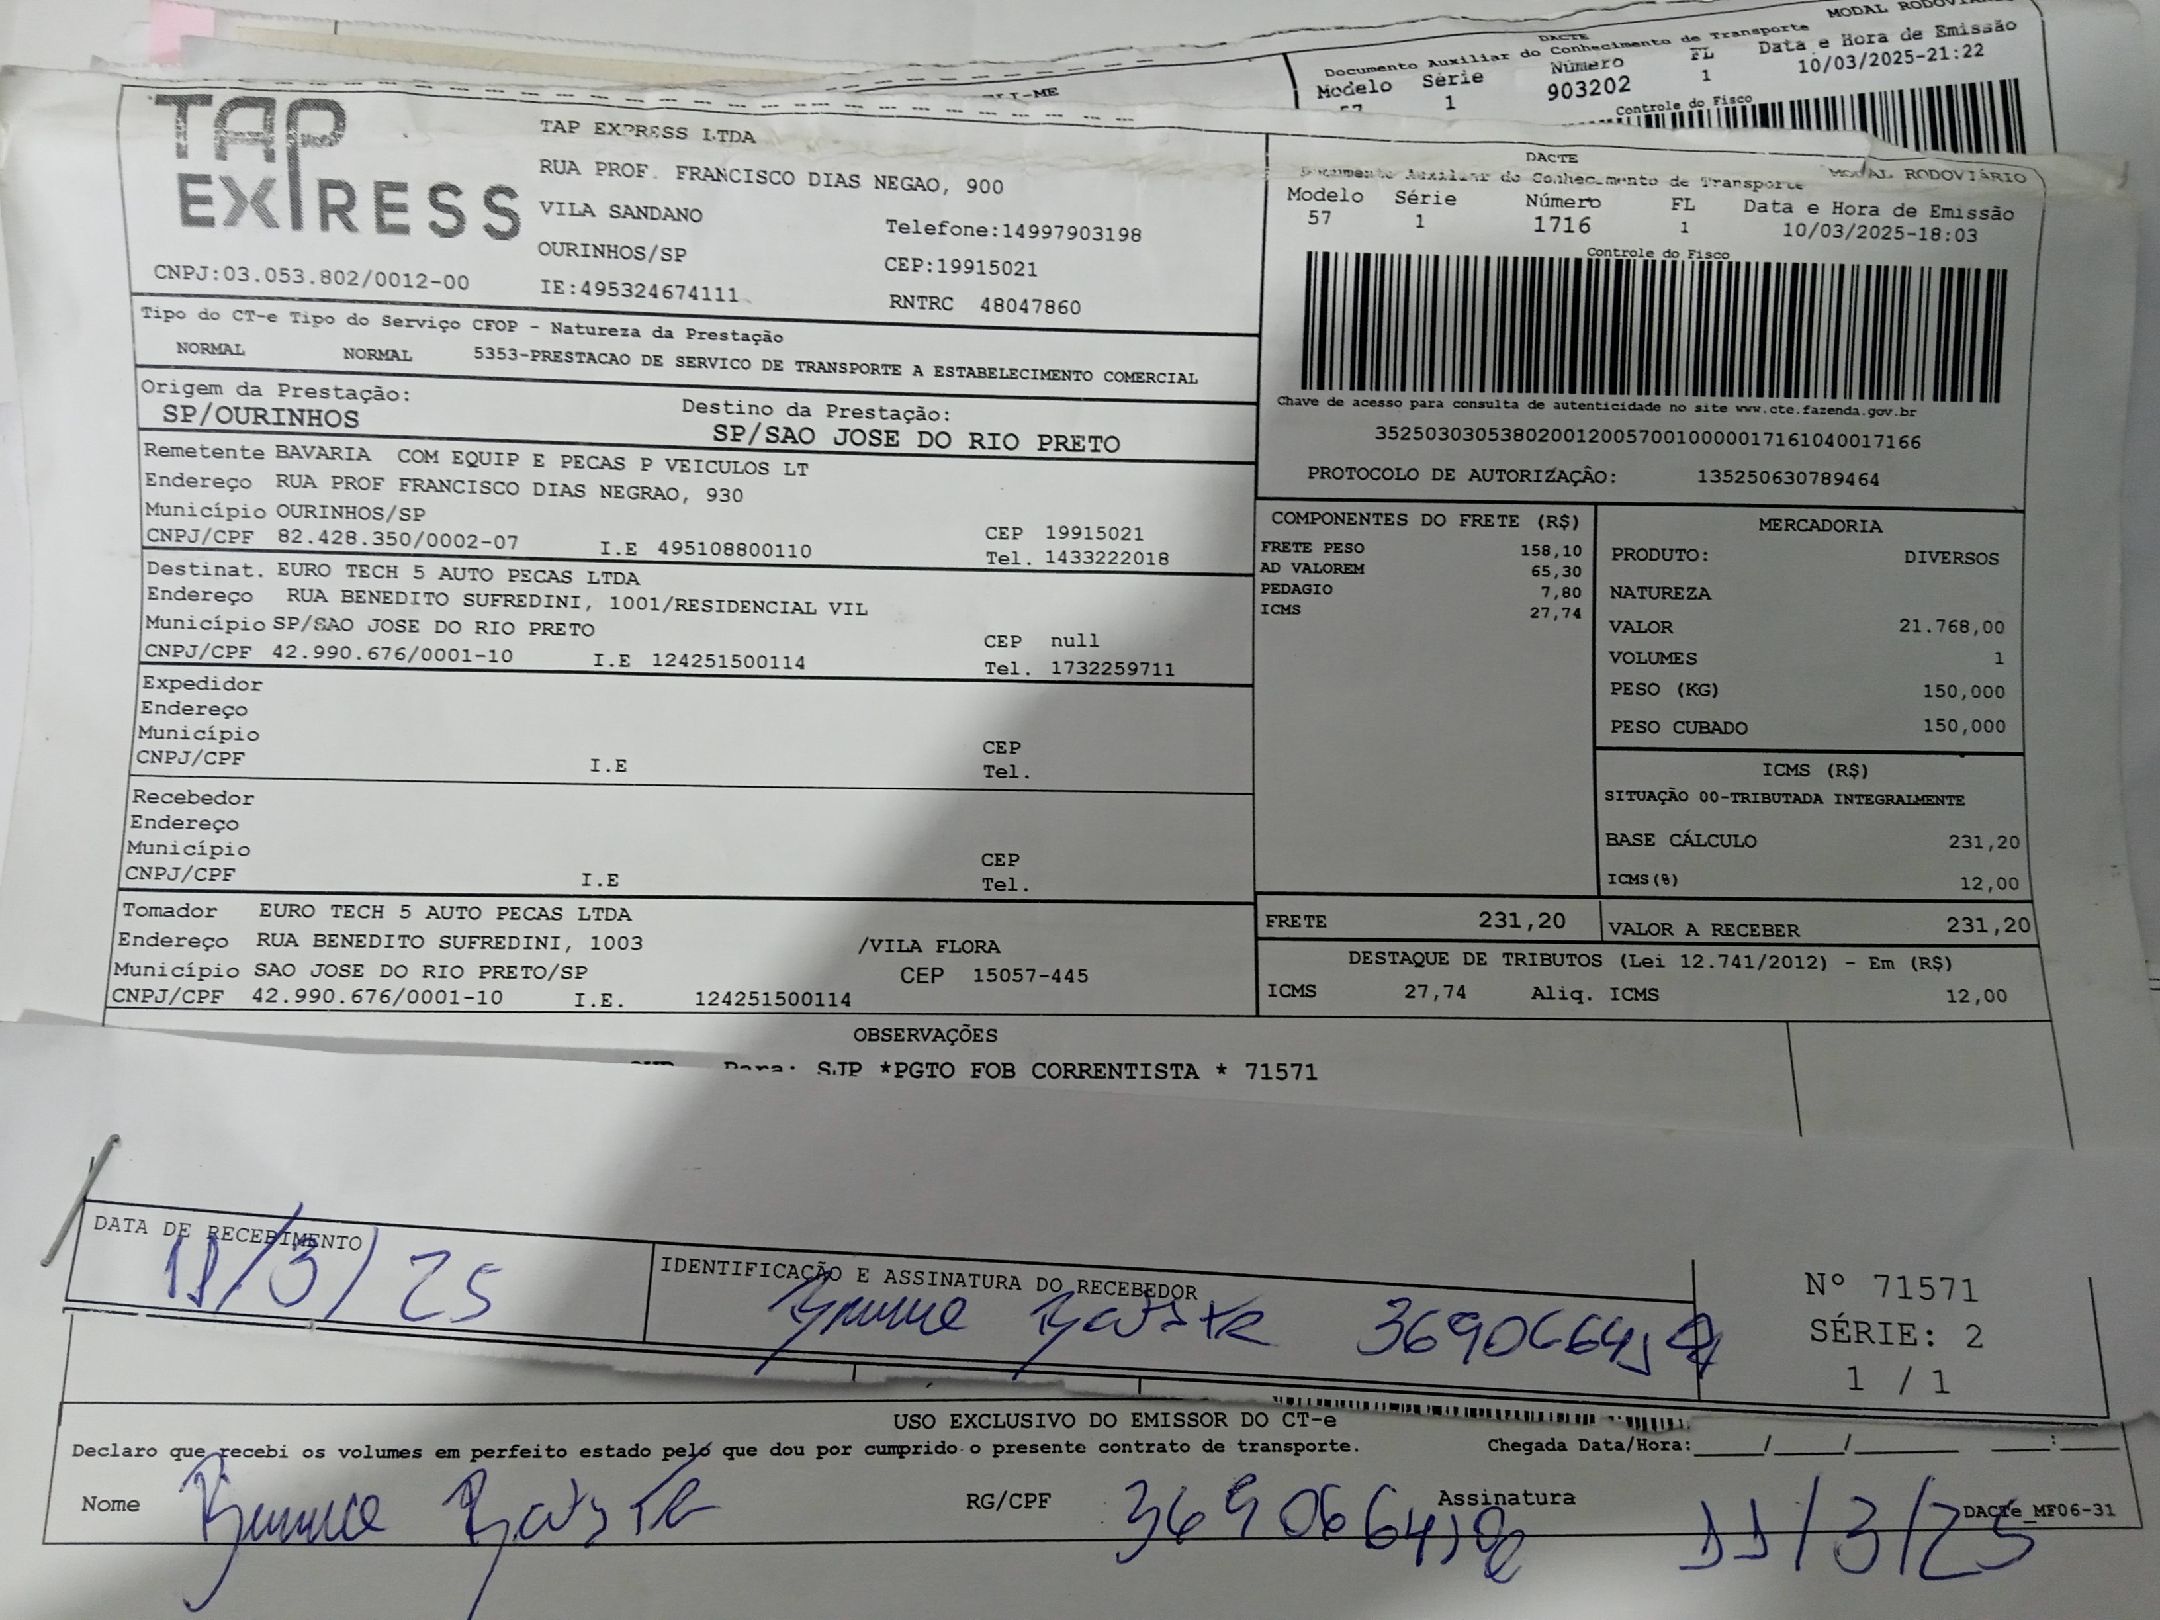 MODAL RODOVIÁRIO
DACTE
Documento Auxiliar do Conhecimento de Transporte
Modelo Série Número FL Data e Hora de Emissão
57 1 903202 1 10/03/2025-21:22
Controle do Fisco
TAP EXPRESS
TAP EXPRESS LTDA
RUA PROF. FRANCISCO DIAS NEGAO, 900
VILA SANDANO
Telefone:14997903198
OURINHOS/SP
CEP:19915021
CNPJ:03.053.802/0012-00
IE:495324674111
RNTRC 48047860
DACTE
Documento Auxiliar do Conhecimento de Transporte MODAL RODOVIÁRIO
Modelo Série Número FL Data e Hora de Emissão
57 1 1716 1 10/03/2025-18:03
Controle do Fisco
Chave de acesso para consulta de autenticidade no site www.cte.fazenda.gov.br
35250303053802001200570010000017161040017166
PROTOCOLO DE AUTORIZAÇÃO: 135250630789464
Tipo do CT-e Tipo do Serviço CFOP - Natureza da Prestação
NORMAL NORMAL 5353-PRESTACAO DE SERVICO DE TRANSPORTE A ESTABELECIMENTO COMERCIAL
Origem da Prestação: Destino da Prestação:
SP/OURINHOS SP/SAO JOSE DO RIO PRETO
Remetente BAVARIA COM EQUIP E PECAS P VEICULOS LT
Endereço RUA PROF FRANCISCO DIAS NEGRAO, 930
Município OURINHOS/SP CEP 19915021
CNPJ/CPF 82.428.350/0002-07 I.E 495108800110 Tel. 1433222018
Destinat. EURO TECH 5 AUTO PECAS LTDA
Endereço RUA BENEDITO SUFREDINI, 1001/RESIDENCIAL VIL
Município SP/SAO JOSE DO RIO PRETO CEP null
CNPJ/CPF 42.990.676/0001-10 I.E 124251500114 Tel. 1732259711
Expedidor
Endereço
Município CEP
CNPJ/CPF I.E Tel.
Recebedor
Endereço
Município CEP
CNPJ/CPF I.E Tel.
Tomador EURO TECH 5 AUTO PECAS LTDA
Endereço RUA BENEDITO SUFREDINI, 1003 /VILA FLORA
Município SAO JOSE DO RIO PRETO/SP CEP 15057-445
CNPJ/CPF 42.990.676/0001-10 I.E. 124251500114
COMPONENTES DO FRETE (R$)
FRETE PESO 158,10
AD VALOREM 65,30
PEDAGIO 7,80
ICMS 27,74
MERCADORIA
PRODUTO: DIVERSOS
NATUREZA
VALOR 21.768,00
VOLUMES 1
PESO (KG) 150,000
PESO CUBADO 150,000
ICMS (R$)
SITUAÇÃO 00-TRIBUTADA INTEGRALMENTE
BASE CÁLCULO 231,20
ICMS(%) 12,00
FRETE 231,20 VALOR A RECEBER 231,20
DESTAQUE DE TRIBUTOS (Lei 12.741/2012) - Em (R$)
ICMS 27,74 Aliq. ICMS 12,00
OBSERVAÇÕES
Para: SJP *PGTO FOB CORRENTISTA * 71571
DATA DE RECEBIMENTO
11/3/25
IDENTIFICAÇÃO E ASSINATURA DO RECEBEDOR
Nº 71571
SÉRIE: 2
1 / 1
USO EXCLUSIVO DO EMISSOR DO CT-e
Declaro que recebi os volumes em perfeito estado pelo que dou por cumprido o presente contrato de transporte. Chegada Data/Hora:____/____/____ __:__
Nome RG/CPF Assinatura
11/3/25
DACTe_MF06-31